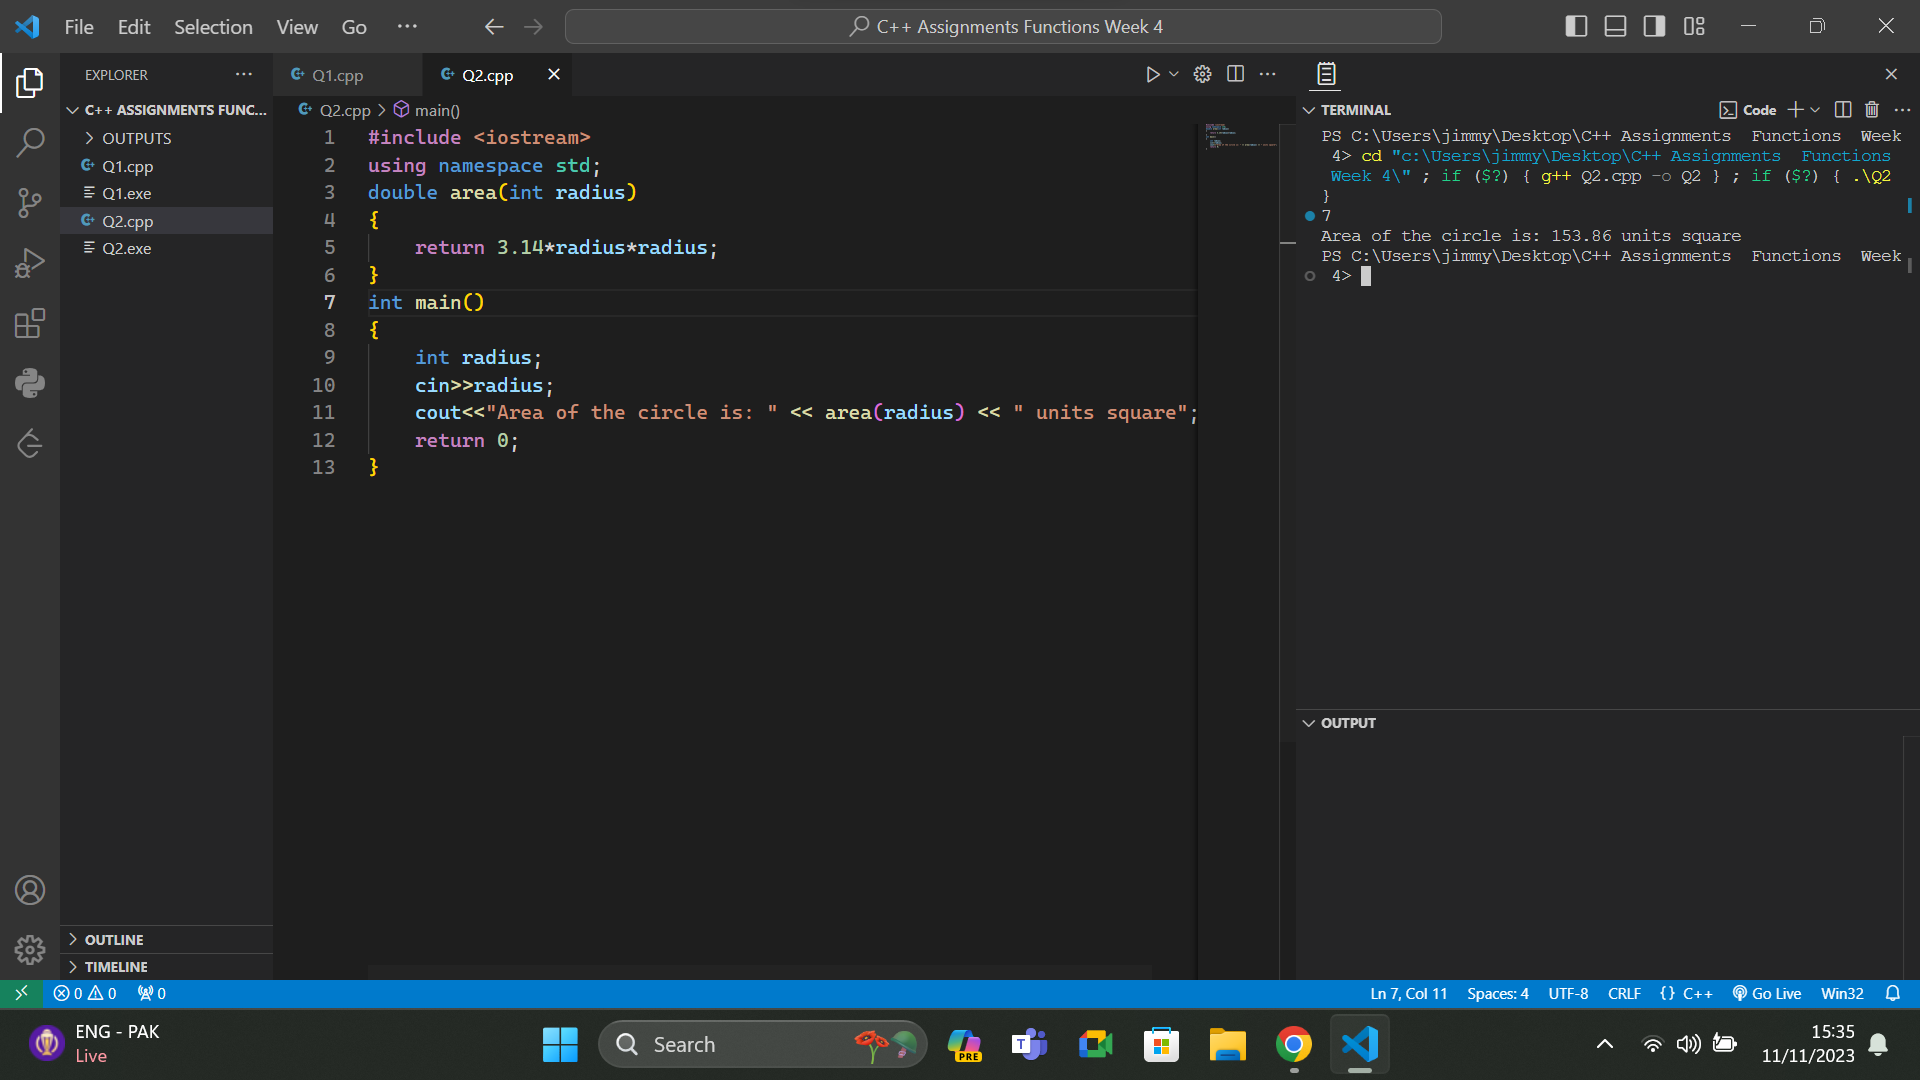 File Edit Selection View Go ···
C++ Assignments Functions Week 4
EXPLORER ···
C++ ASSIGNMENTS FUNC...
OUTPUTS
Q1.cpp
Q1.exe
Q2.cpp
Q2.exe
OUTLINE
TIMELINE
Q1.cpp
Q2.cpp
Q2.cpp > main()
1 #include <iostream>
2 using namespace std;
3 double area(int radius)
4 {
5 return 3.14*radius*radius;
6 }
7 int main()
8 {
9 int radius;
10 cin>>radius;
11 cout<<"Area of the circle is: " << area(radius) << " units square";
12 return 0;
13 }
TERMINAL
Code
PS C:\Users\jimmy\Desktop\C++ Assignments Functions Week
4> cd "c:\Users\jimmy\Desktop\C++ Assignments Functions
Week 4\" ; if ($?) { g++ Q2.cpp -o Q2 } ; if ($?) { .\Q2
}
7
Area of the circle is: 153.86 units square
PS C:\Users\jimmy\Desktop\C++ Assignments Functions Week
4>
OUTPUT
0 0 0
Ln 7, Col 11 Spaces: 4 UTF-8 CRLF {} C++ Go Live Win32
ENG - PAK
Live
Search
PRE
T
15:35
11/11/2023